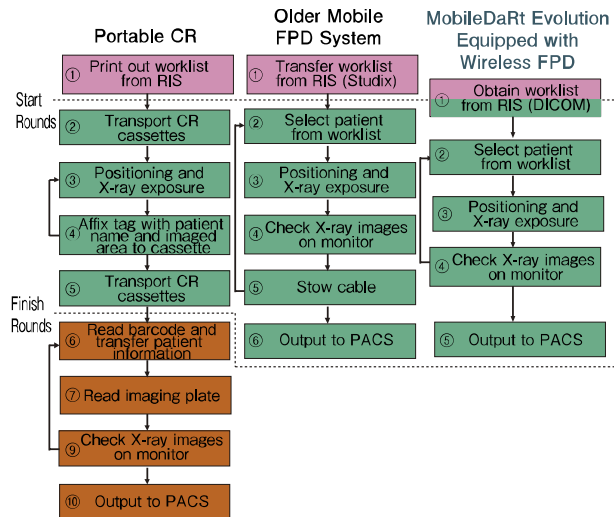 Portable CR
① Print out worklist
from RIS
Start
Rounds
② Transport CR
cassettes
③ Positioning and
X-ray exposure
④ Affix tag with patient
name and imaged
area to cassette
⑤ Transport CR
cassettes
Finish
Rounds
⑥ Read barcode and
transfer patient
information
⑦ Read imaging plate
⑨ Check X-ray images
on monitor
⑩ Output to PACS
Older Mobile
FPD System
① Transfer worklist
from RIS (Studix)
② Select patient
from worklist
③ Positioning and
X-ray exposure
④ Check X-ray images
on monitor
⑤ Stow cable
⑥ Output to PACS
MobileDaRt Evolution
Equipped with
Wireless FPD
① Obtain worklist
from RIS (DICOM)
② Select patient
from worklist
③ Positioning and
X-ray exposure
④ Check X-ray images
on monitor
⑤ Output to PACS